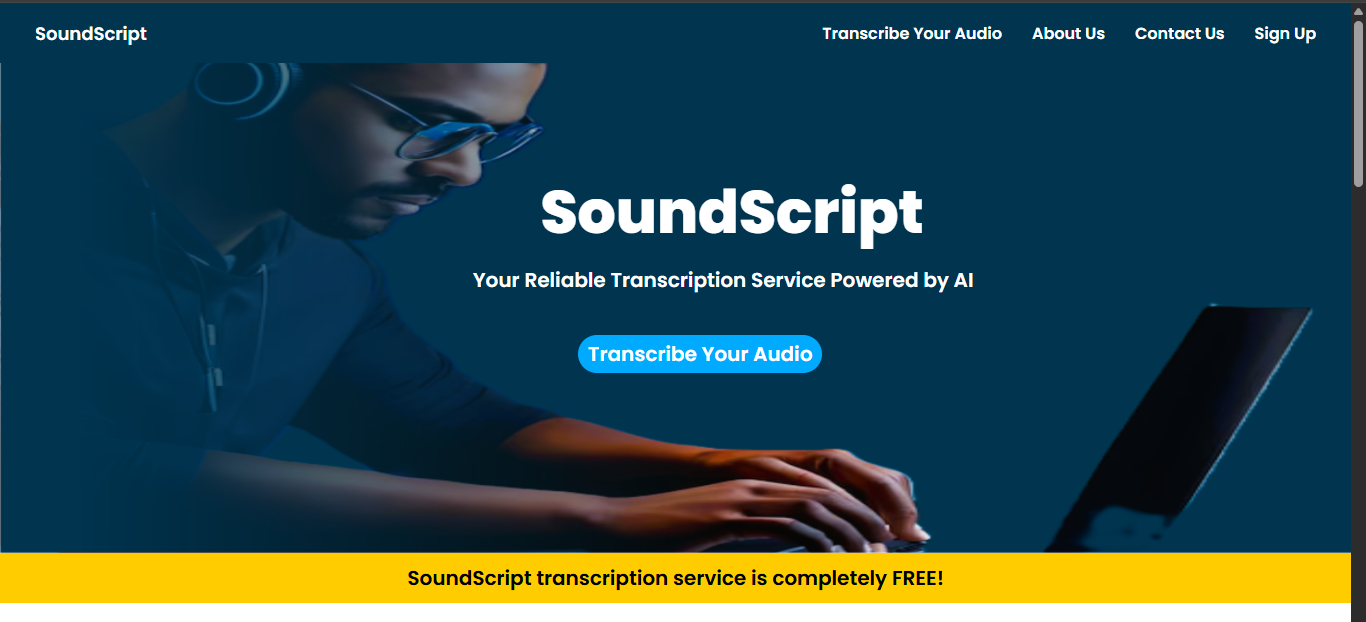 SoundScript
Transcribe Your Audio
About Us
Contact Us
Sign Up
SoundScript
Your Reliable Transcription Service Powered by AI
Transcribe Your Audio
SoundScript transcription service is completely FREE!